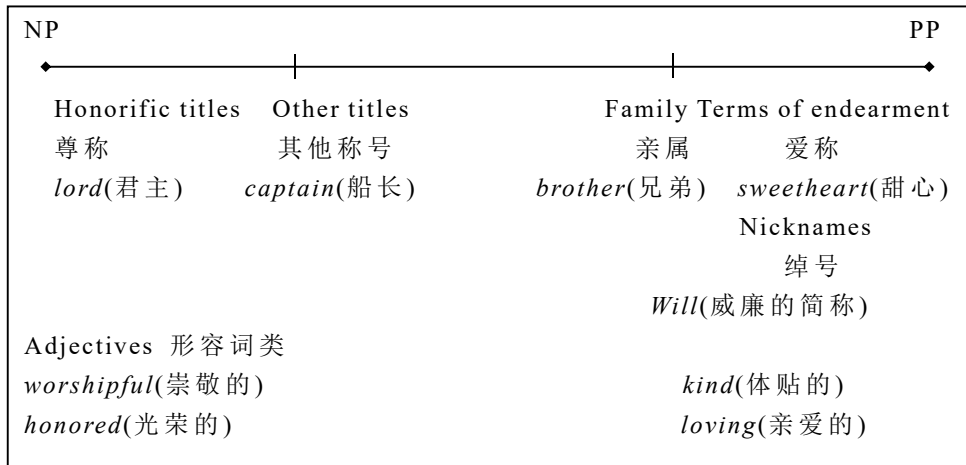 NP PP
Honorific titles Other titles Family Terms of endearment
尊称 其他称号 亲属 爱称
lord(君主) captain(船长) brother(兄弟) sweetheart(甜心)
Nicknames
绰号
Will(威廉的简称)
Adjectives 形容词类
worshipful(崇敬的) kind(体贴的)
honored(光荣的) loving(亲爱的)